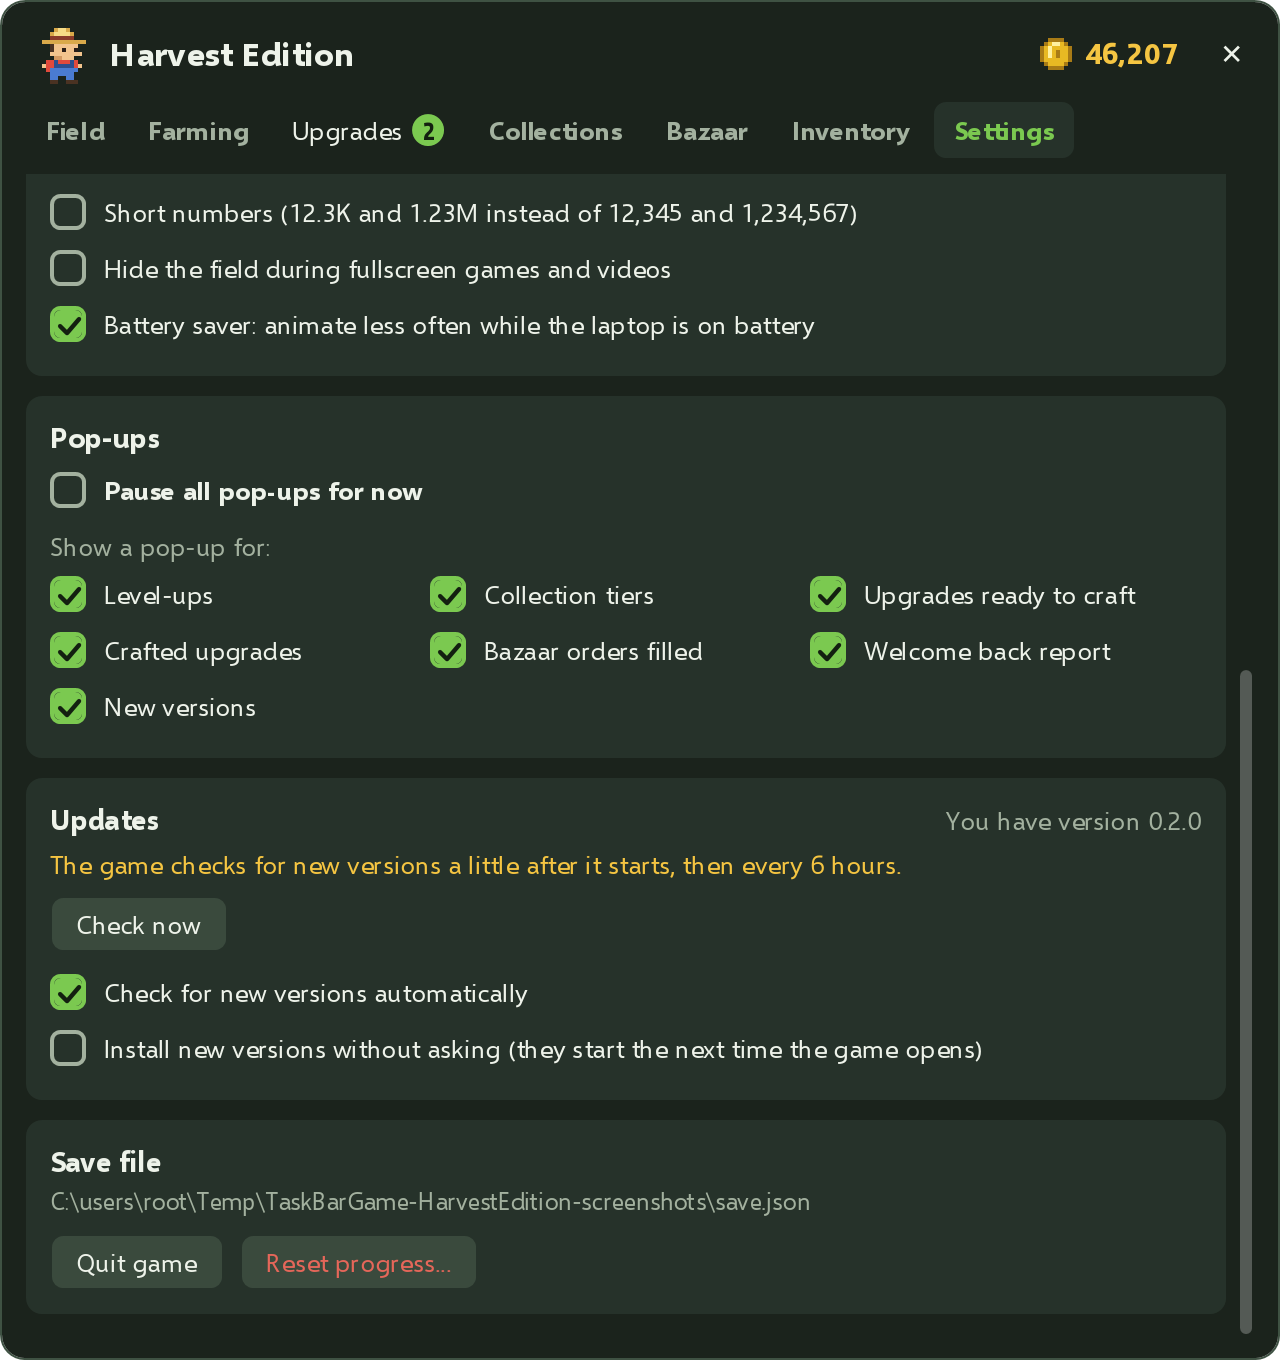 Harvest Edition
46,207
Field Farming Upgrades 2 Collections Bazaar Inventory Settings
Short numbers (12.3K and 1.23M instead of 12,345 and 1,234,567)
Hide the field during fullscreen games and videos
Battery saver: animate less often while the laptop is on battery
Pop-ups
Pause all pop-ups for now
Show a pop-up for:
Level-ups Collection tiers Upgrades ready to craft
Crafted upgrades Bazaar orders filled Welcome back report
New versions
Updates You have version 0.2.0
The game checks for new versions a little after it starts, then every 6 hours.
Check now
Check for new versions automatically
Install new versions without asking (they start the next time the game opens)
Save file
C:\users\root\Temp\TaskBarGame-HarvestEdition-screenshots\save.json
Quit game Reset progress...